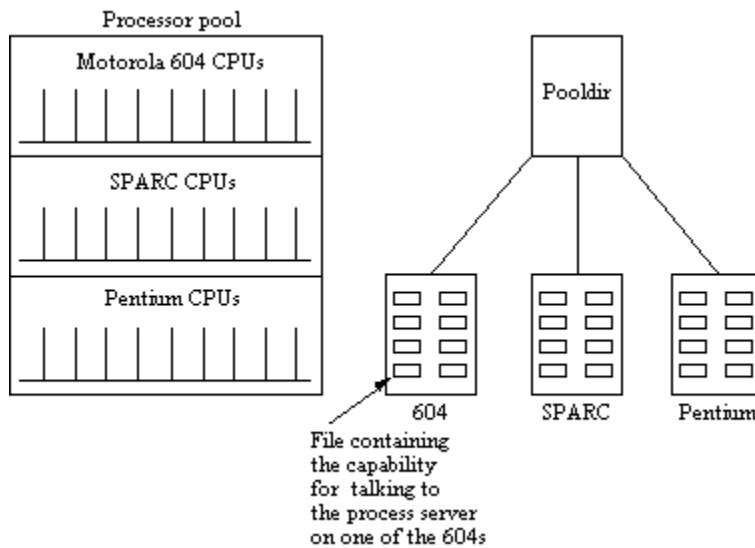 Processor pool
Motorola 604 CPUs
SPARC CPUs
Pentium CPUs
Pooldir
604
SPARC
Pentium
File containing
the capability
for talking to
the process server
on one of the 604s